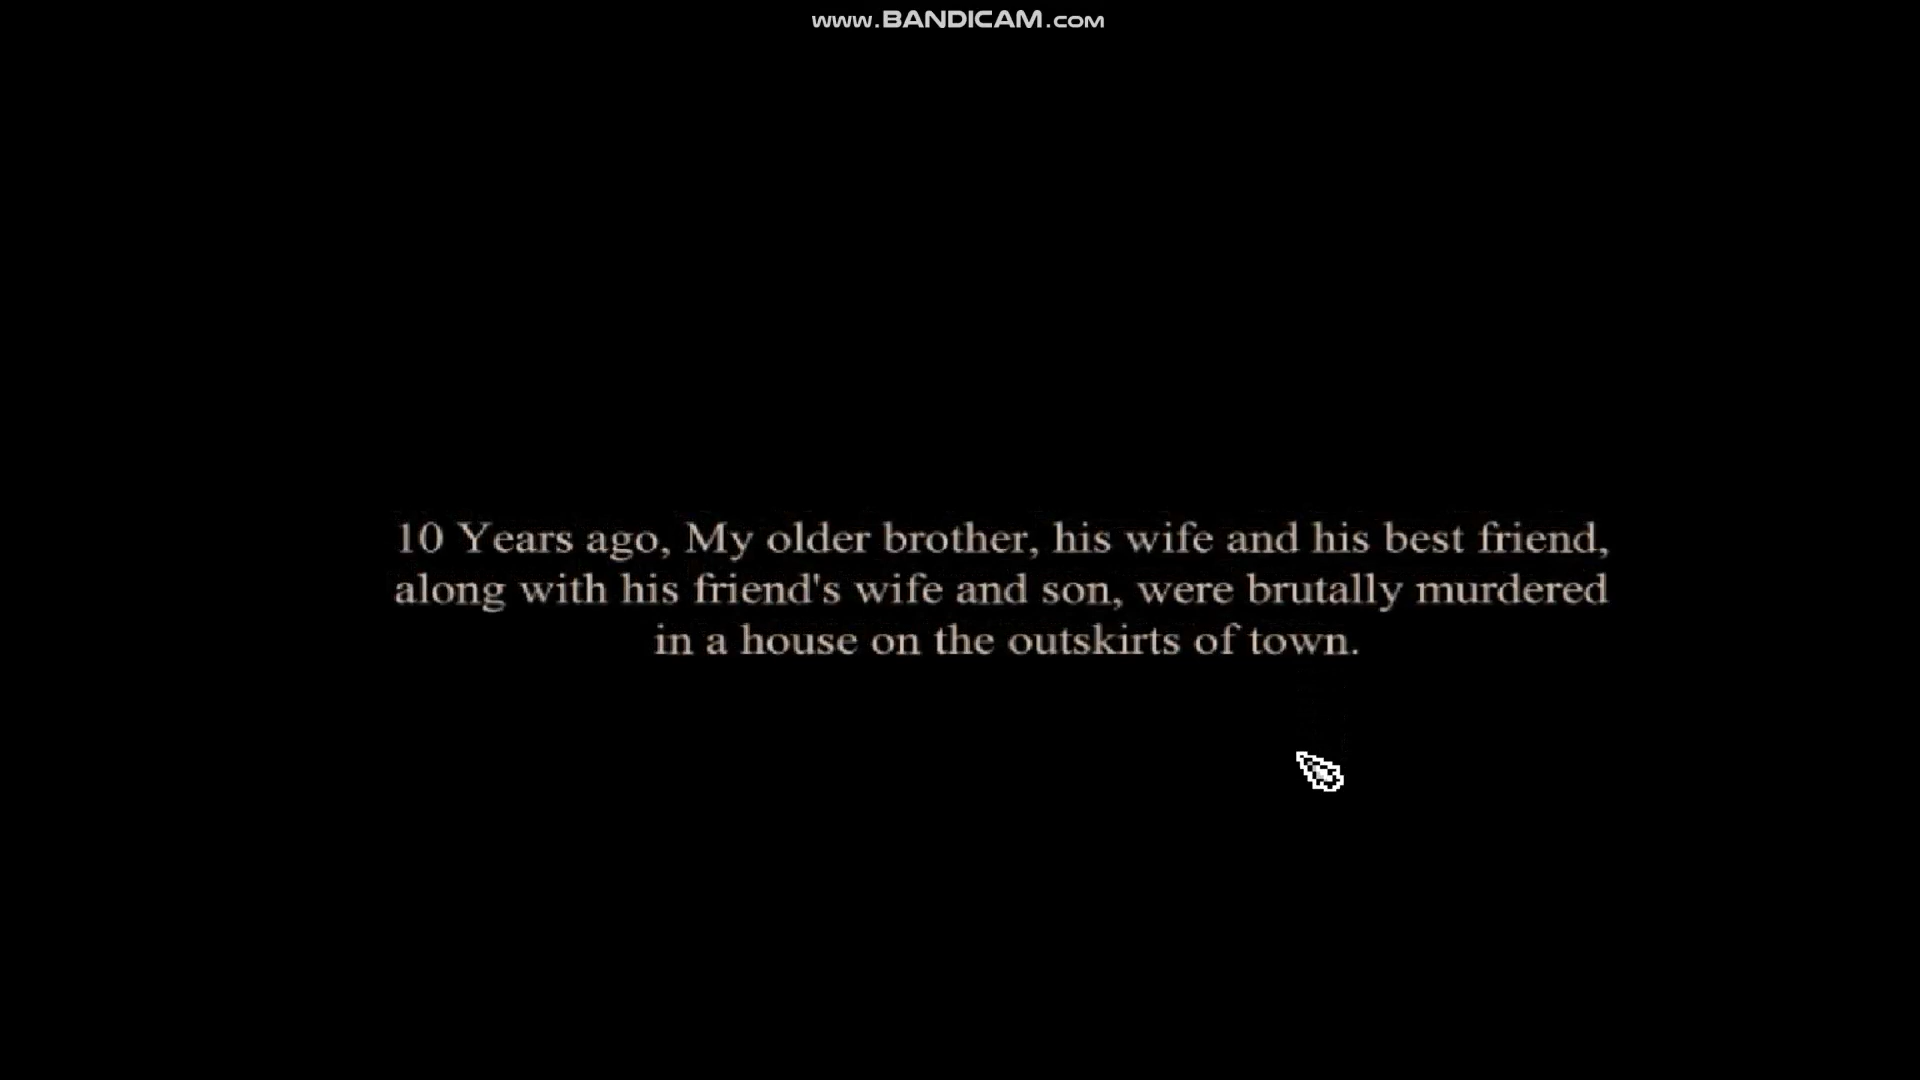 www.BANDICAM.com
10 Years ago, My older brother, his wife and his best friend,
along with his friend's wife and son, were brutally murdered
in a house on the outskirts of town.